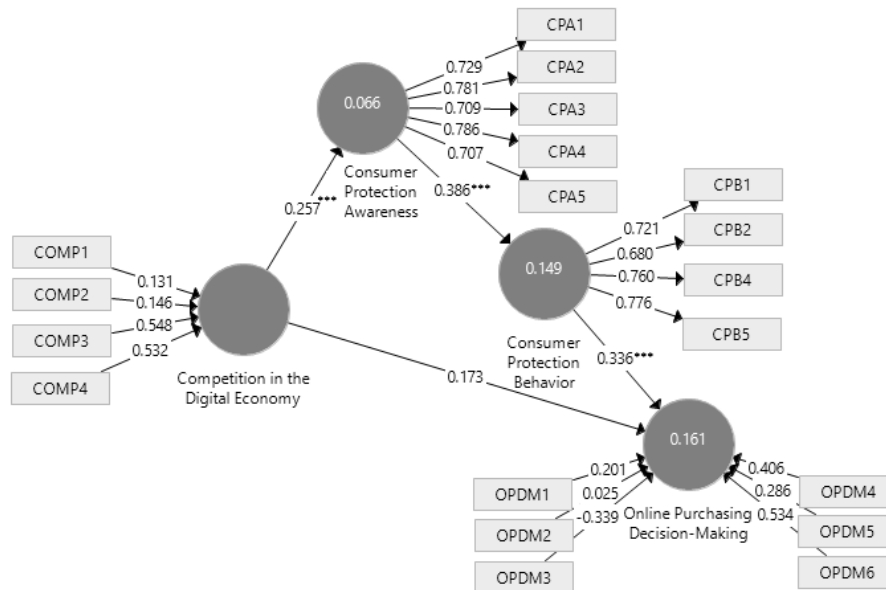 CPA1
0.729
CPA2
0.781
0.066
0.709
CPA3
0.786
CPA4
0.707
CPA5
Consumer
Protection
Awareness
0.257***
0.386***
CPB1
0.721
CPB2
0.680
0.149
0.760
CPB4
0.776
CPB5
Consumer
Protection
Behavior
COMP1
0.131
COMP2
0.146
COMP3
0.548
0.532
COMP4
Competition in the
Digital Economy
0.173
0.336***
0.161
OPDM1
0.201
OPDM2
0.025
OPDM3
-0.339
Online Purchasing
Decision-Making
0.406
OPDM4
0.286
OPDM5
0.534
OPDM6